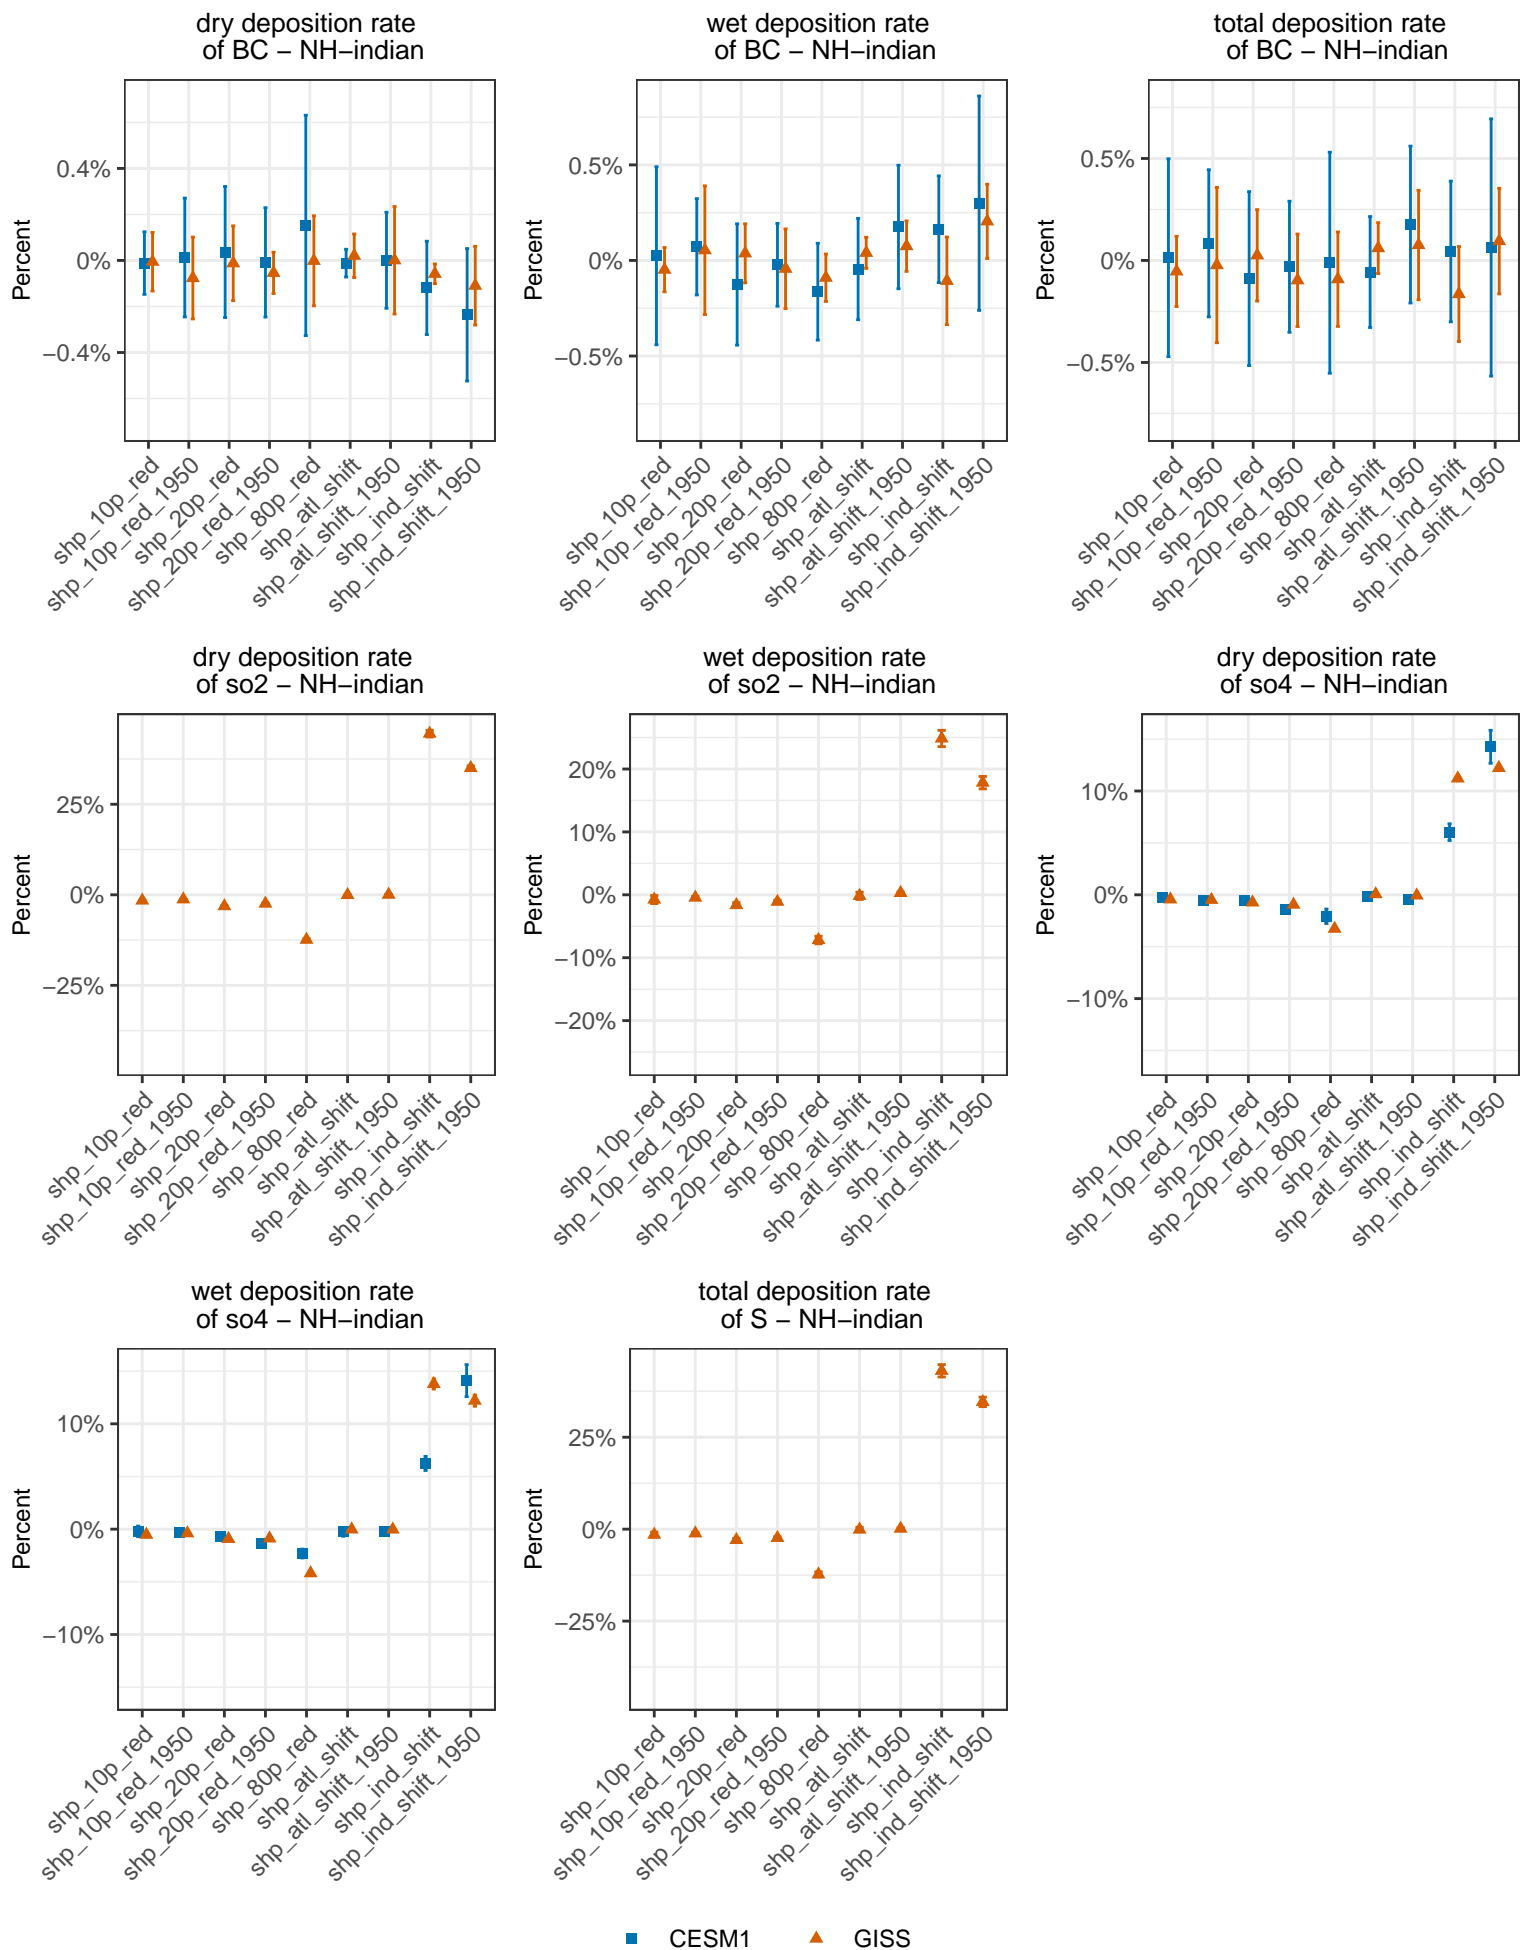 dry deposition rate
of BC − NH−indian
wet deposition rate
of BC − NH−indian
total deposition rate
of BC − NH−indian
Percent
0.4%
0%
−0.4%
shp_10p_red
shp_10p_red_1950
shp_20p_red
shp_20p_red_1950
shp_80p_red
shp_atl_shift
shp_atl_shift_1950
shp_ind_shift
shp_ind_shift_1950
Percent
0.5%
0%
−0.5%
shp_10p_red
shp_10p_red_1950
shp_20p_red
shp_20p_red_1950
shp_80p_red
shp_atl_shift
shp_atl_shift_1950
shp_ind_shift
shp_ind_shift_1950
Percent
0.5%
0%
−0.5%
shp_10p_red
shp_10p_red_1950
shp_20p_red
shp_20p_red_1950
shp_80p_red
shp_atl_shift
shp_atl_shift_1950
shp_ind_shift
shp_ind_shift_1950
dry deposition rate
of so2 − NH−indian
wet deposition rate
of so2 − NH−indian
dry deposition rate
of so4 − NH−indian
Percent
25%
0%
−25%
shp_10p_red
shp_10p_red_1950
shp_20p_red
shp_20p_red_1950
shp_80p_red
shp_atl_shift
shp_atl_shift_1950
shp_ind_shift
shp_ind_shift_1950
Percent
20%
10%
0%
−10%
−20%
shp_10p_red
shp_10p_red_1950
shp_20p_red
shp_20p_red_1950
shp_80p_red
shp_atl_shift
shp_atl_shift_1950
shp_ind_shift
shp_ind_shift_1950
Percent
10%
0%
−10%
shp_10p_red
shp_10p_red_1950
shp_20p_red
shp_20p_red_1950
shp_80p_red
shp_atl_shift
shp_atl_shift_1950
shp_ind_shift
shp_ind_shift_1950
wet deposition rate
of so4 − NH−indian
total deposition rate
of S − NH−indian
Percent
10%
0%
−10%
shp_10p_red
shp_10p_red_1950
shp_20p_red
shp_20p_red_1950
shp_80p_red
shp_atl_shift
shp_atl_shift_1950
shp_ind_shift
shp_ind_shift_1950
Percent
25%
0%
−25%
shp_10p_red
shp_10p_red_1950
shp_20p_red
shp_20p_red_1950
shp_80p_red
shp_atl_shift
shp_atl_shift_1950
shp_ind_shift
shp_ind_shift_1950
CESM1
GISS